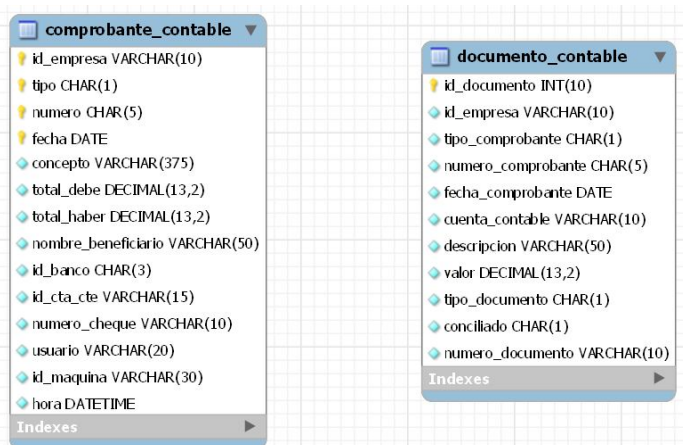 comprobante_contable
id_empresa VARCHAR(10)
tipo CHAR(1)
numero CHAR(5)
fecha DATE
concepto VARCHAR(375)
total_debe DECIMAL(13,2)
total_haber DECIMAL(13,2)
nombre_beneficiario VARCHAR(50)
id_banco CHAR(3)
id_cta_cte VARCHAR(15)
numero_cheque VARCHAR(10)
usuario VARCHAR(20)
id_maquina VARCHAR(30)
hora DATETIME
Indexes
documento_contable
id_documento INT(10)
id_empresa VARCHAR(10)
tipo_comprobante CHAR(1)
numero_comprobante CHAR(5)
fecha_comprobante DATE
cuenta_contable VARCHAR(10)
descripcion VARCHAR(50)
valor DECIMAL(13,2)
tipo_documento CHAR(1)
conciliado CHAR(1)
numero_documento VARCHAR(10)
Indexes